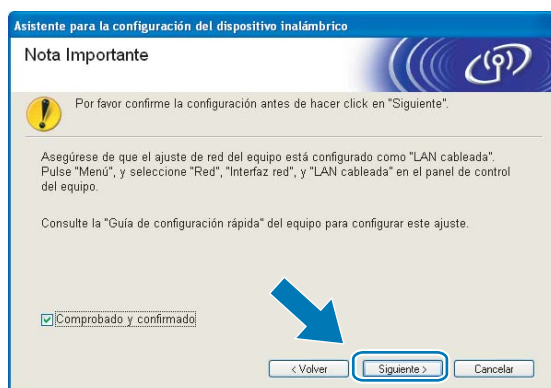 Asistente para la configuración del dispositivo inalámbrico
Nota Importante
Por favor confirme la configuración antes de hacer click en "Siguiente".
Asegúrese de que el ajuste de red del equipo está configurado como "LAN cableada".
Pulse "Menú", y seleccione "Red", "Interfaz red", y "LAN cableada" en el panel de control
del equipo.
Consulte la "Guía de configuración rápida" del equipo para configurar este ajuste.
Comprobado y confirmado
< Volver
Siguiente >
Cancelar